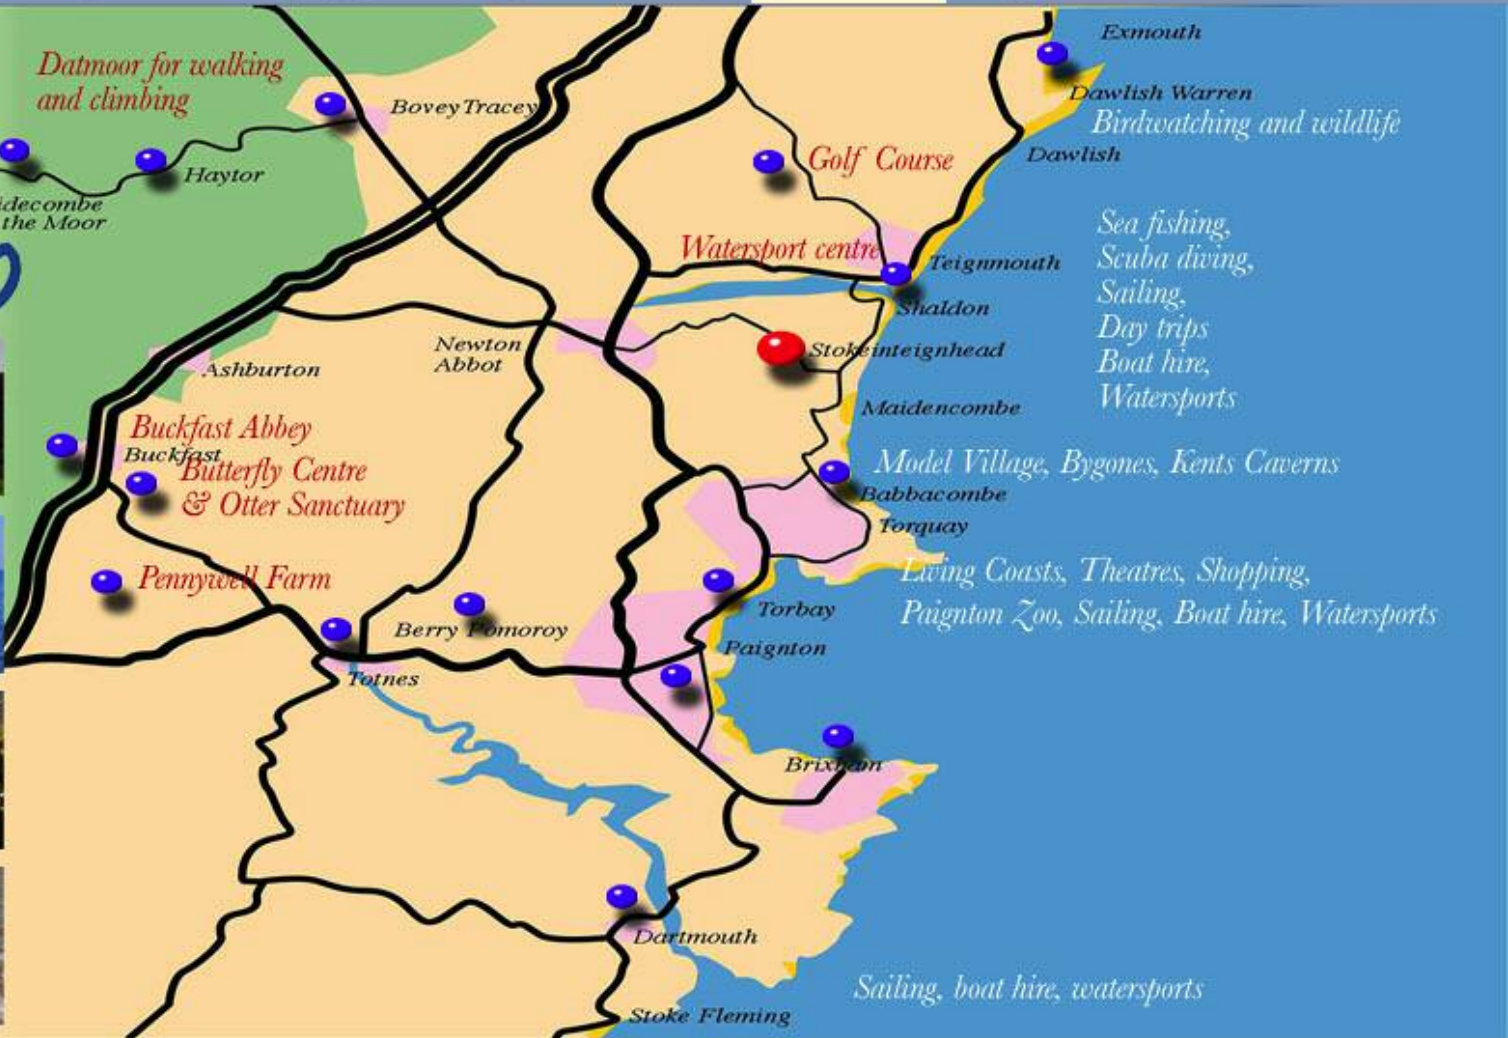 Exmouth
Datmoor for walking
and climbing
Dawlish Warren
Bovey Tracey
Birdwatching and wildlife
Dawlish
Golf Course
Haytor
the Moor
Sea fishing,
Scuba diving,
Sailing,
Day trips
Boat hire,
Watersports
Watersport centre
Teignmouth
Shaldon
Newton
Abbot
Stokeinteignhead
Ashburton
Maidencombe
Buckfast Abbey
Buckfast
Butterfly Centre
& Otter Sanctuary
Model Village, Bygones, Kents Caverns
Babbacombe
Torquay
Living Coasts, Theatres, Shopping,
Paignton Zoo, Sailing, Boat hire, Watersports
Pennywell Farm
Torbay
Berry Pomoroy
Paignton
Totnes
Brixham
Dartmouth
Sailing, boat hire, watersports
Stoke Fleming